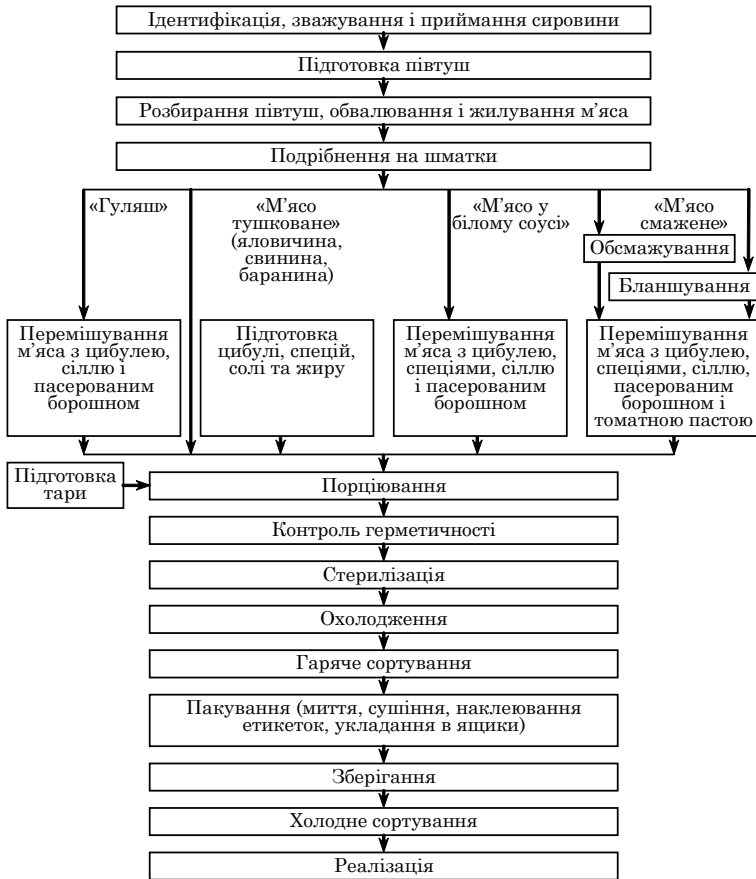 Ідентифікація, зважування і приймання сировини
Підготовка півтуш
Розбирання півтуш, обвалювання і жилування м’яса
Подрібнення на шматки
«Гуляш»
«М’ясо
тушковане»
(яловичина,
свинина,
баранина)
«М’ясо у
білому соусі»
«М’ясо
смажене»
Обсмажування
Бланшування
Перемішування
м’яса з цибулею,
сіллю і
пасерованим
борошном
Підготовка
цибулі, спецій,
солі та жиру
Перемішування
м’яса з цибулею,
спеціями, сіллю
і пасерованим
борошном
Перемішування
м’яса з цибулею,
спеціями, сіллю,
пасерованим
борошном і
томатною пастою
Підготовка
тари
Порціювання
Контроль герметичності
Стерилізація
Охолодження
Гаряче сортування
Пакування (миття, сушіння, наклеювання
етикеток, укладання в ящики)
Зберігання
Холодне сортування
Реалізація